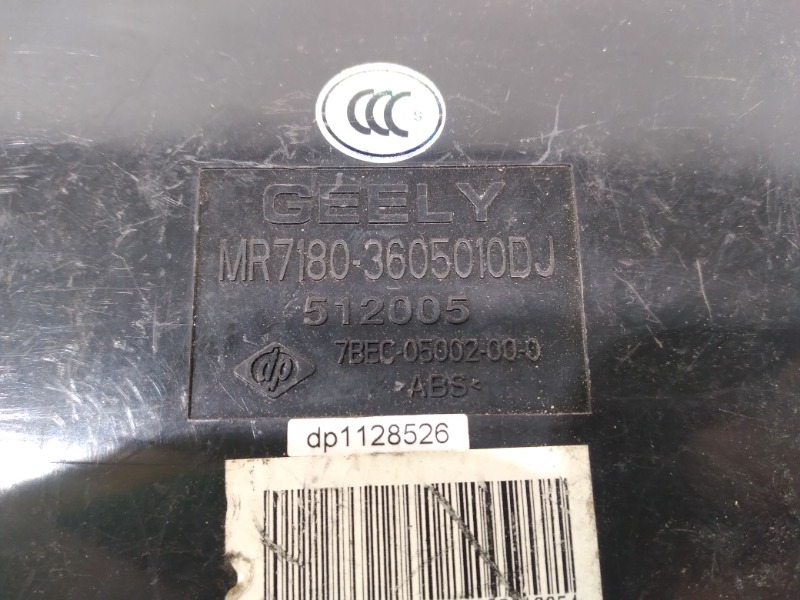 CCC S
GEELY
MR7180-3605010DJ
512005
7BEC-05002-00-0
dp
>ABS<
dp1128526